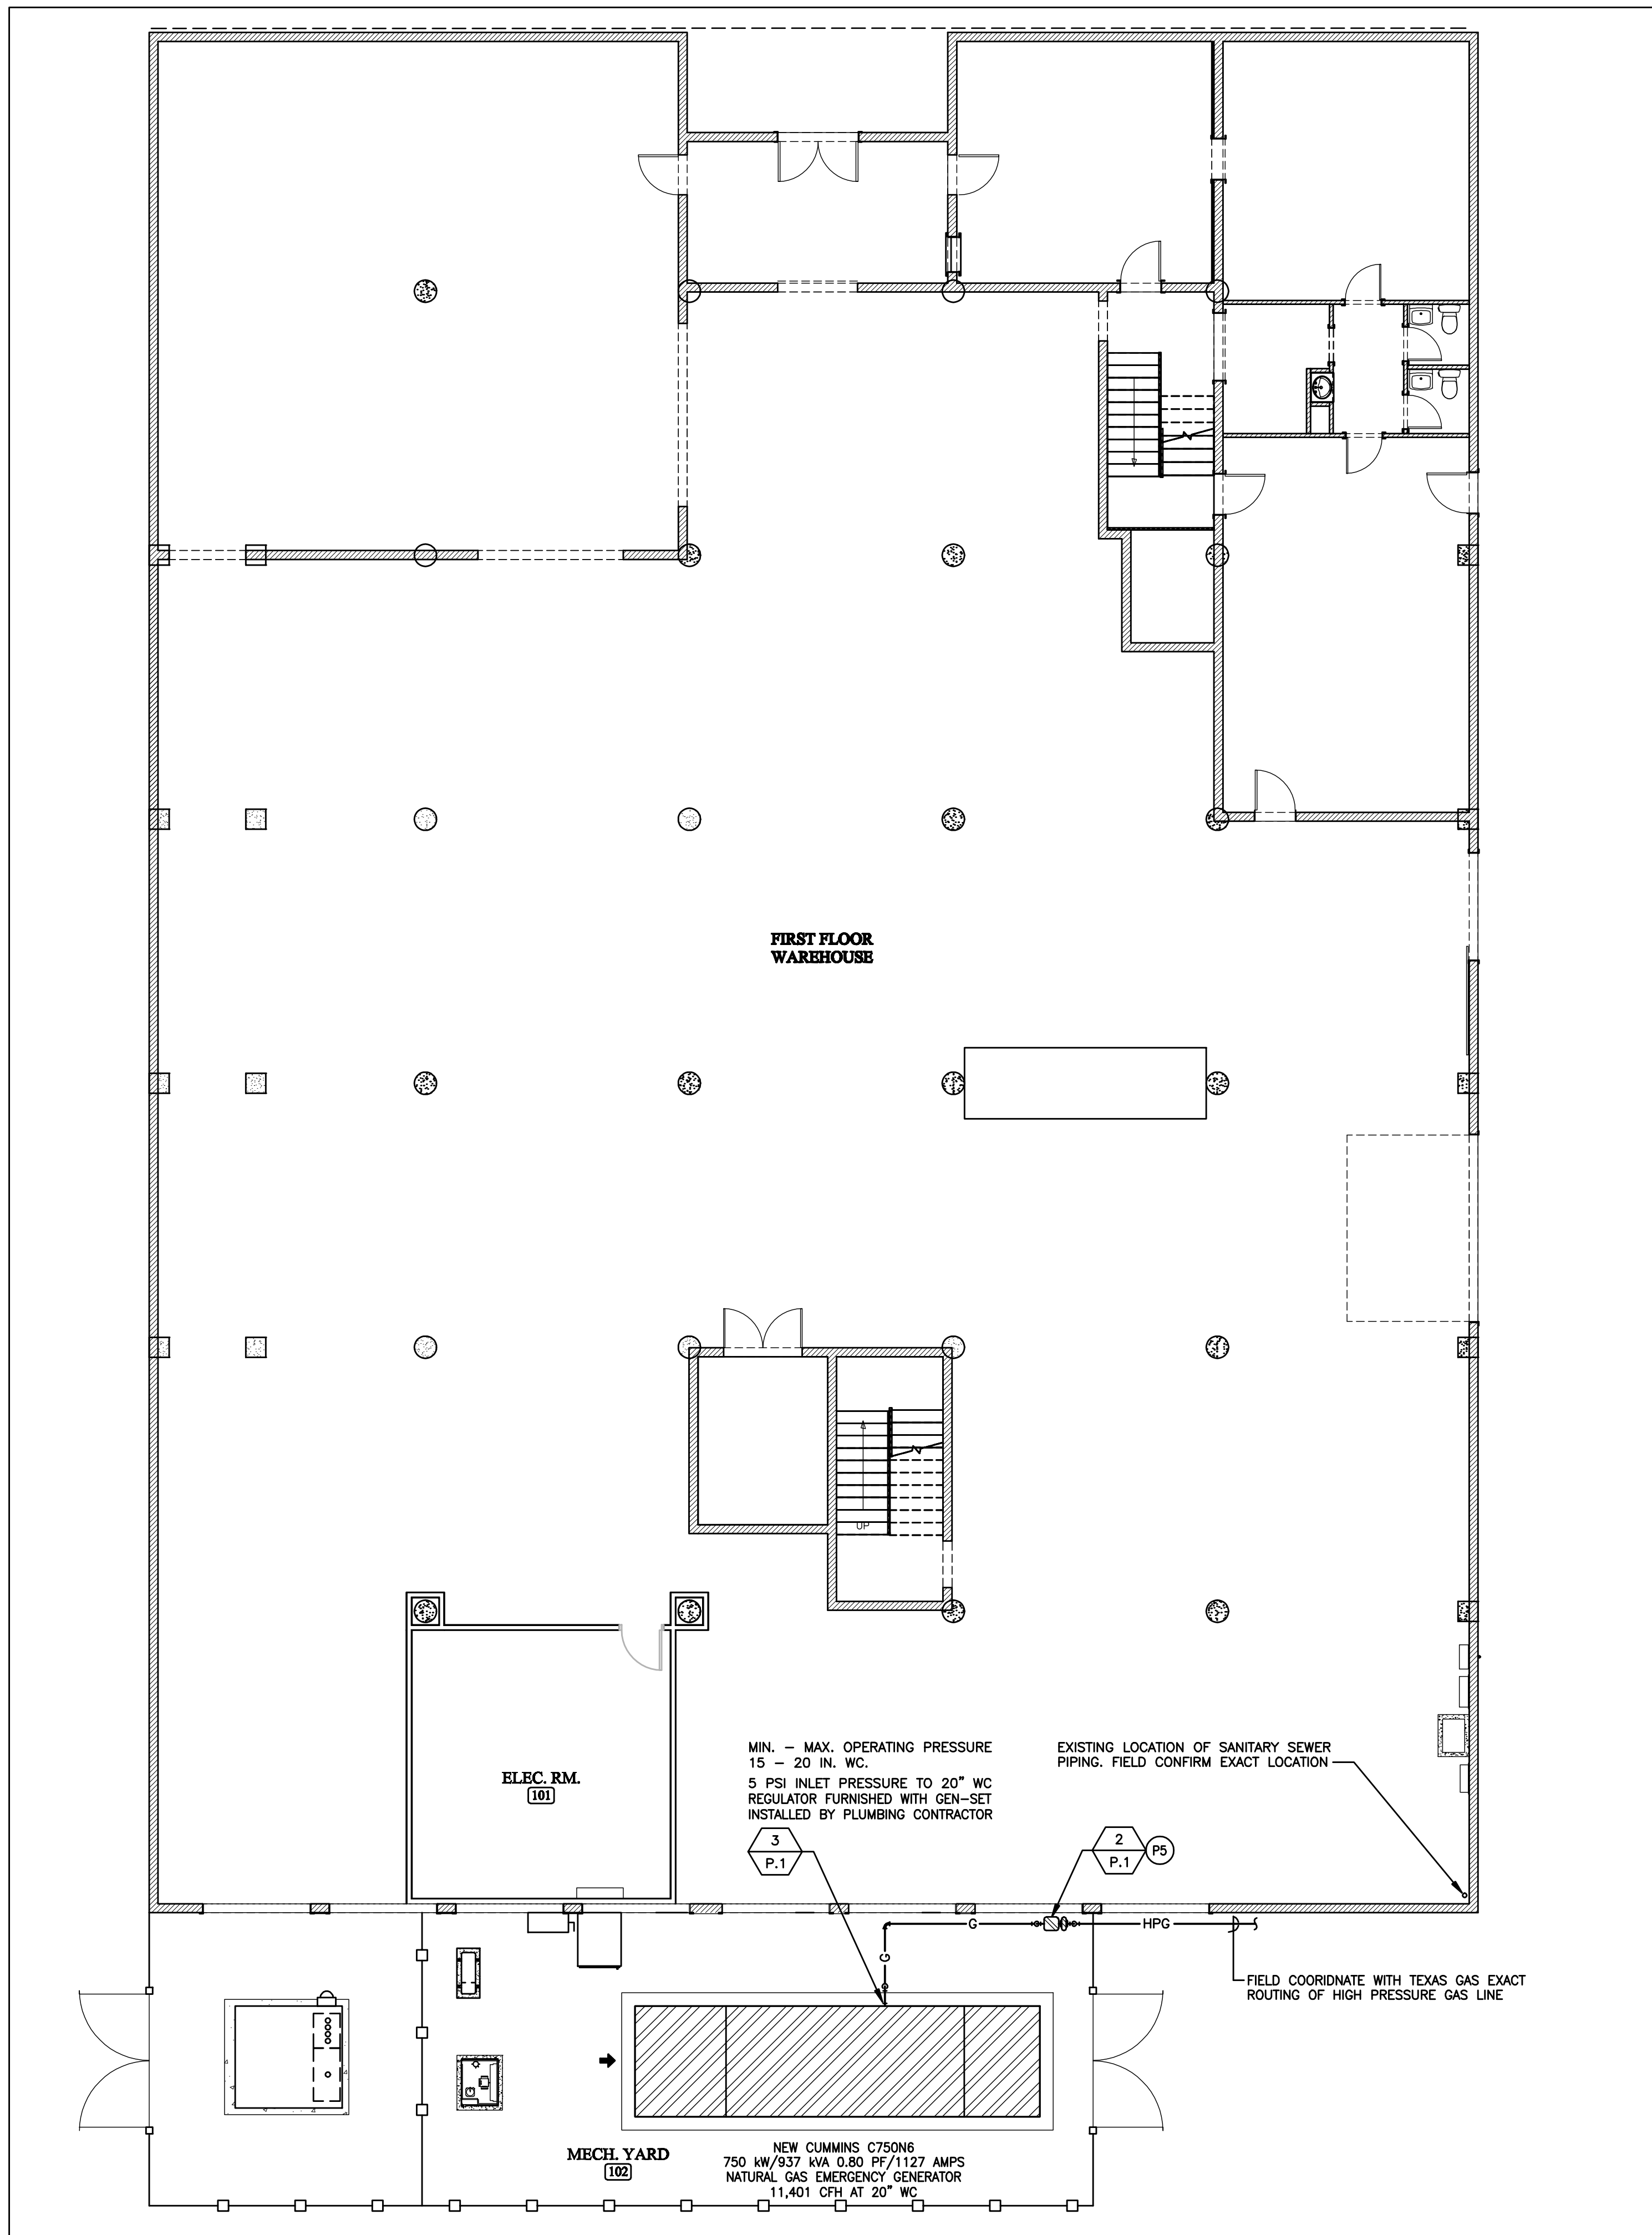 FIRST FLOOR
WAREHOUSE
UP
MIN. – MAX. OPERATING PRESSURE
15 – 20 IN. WC.
5 PSI INLET PRESSURE TO 20" WC
REGULATOR FURNISHED WITH GEN-SET
INSTALLED BY PLUMBING CONTRACTOR
EXISTING LOCATION OF SANITARY SEWER
PIPING. FIELD CONFIRM EXACT LOCATION
ELEC. RM.
101
3
P.1
2
P.1
P5
G
HPG
G
FIELD COORIDNATE WITH TEXAS GAS EXACT
ROUTING OF HIGH PRESSURE GAS LINE
MECH. YARD
102
NEW CUMMINS C750N6
750 kW/937 kVA 0.80 PF/1127 AMPS
NATURAL GAS EMERGENCY GENERATOR
11,401 CFH AT 20" WC